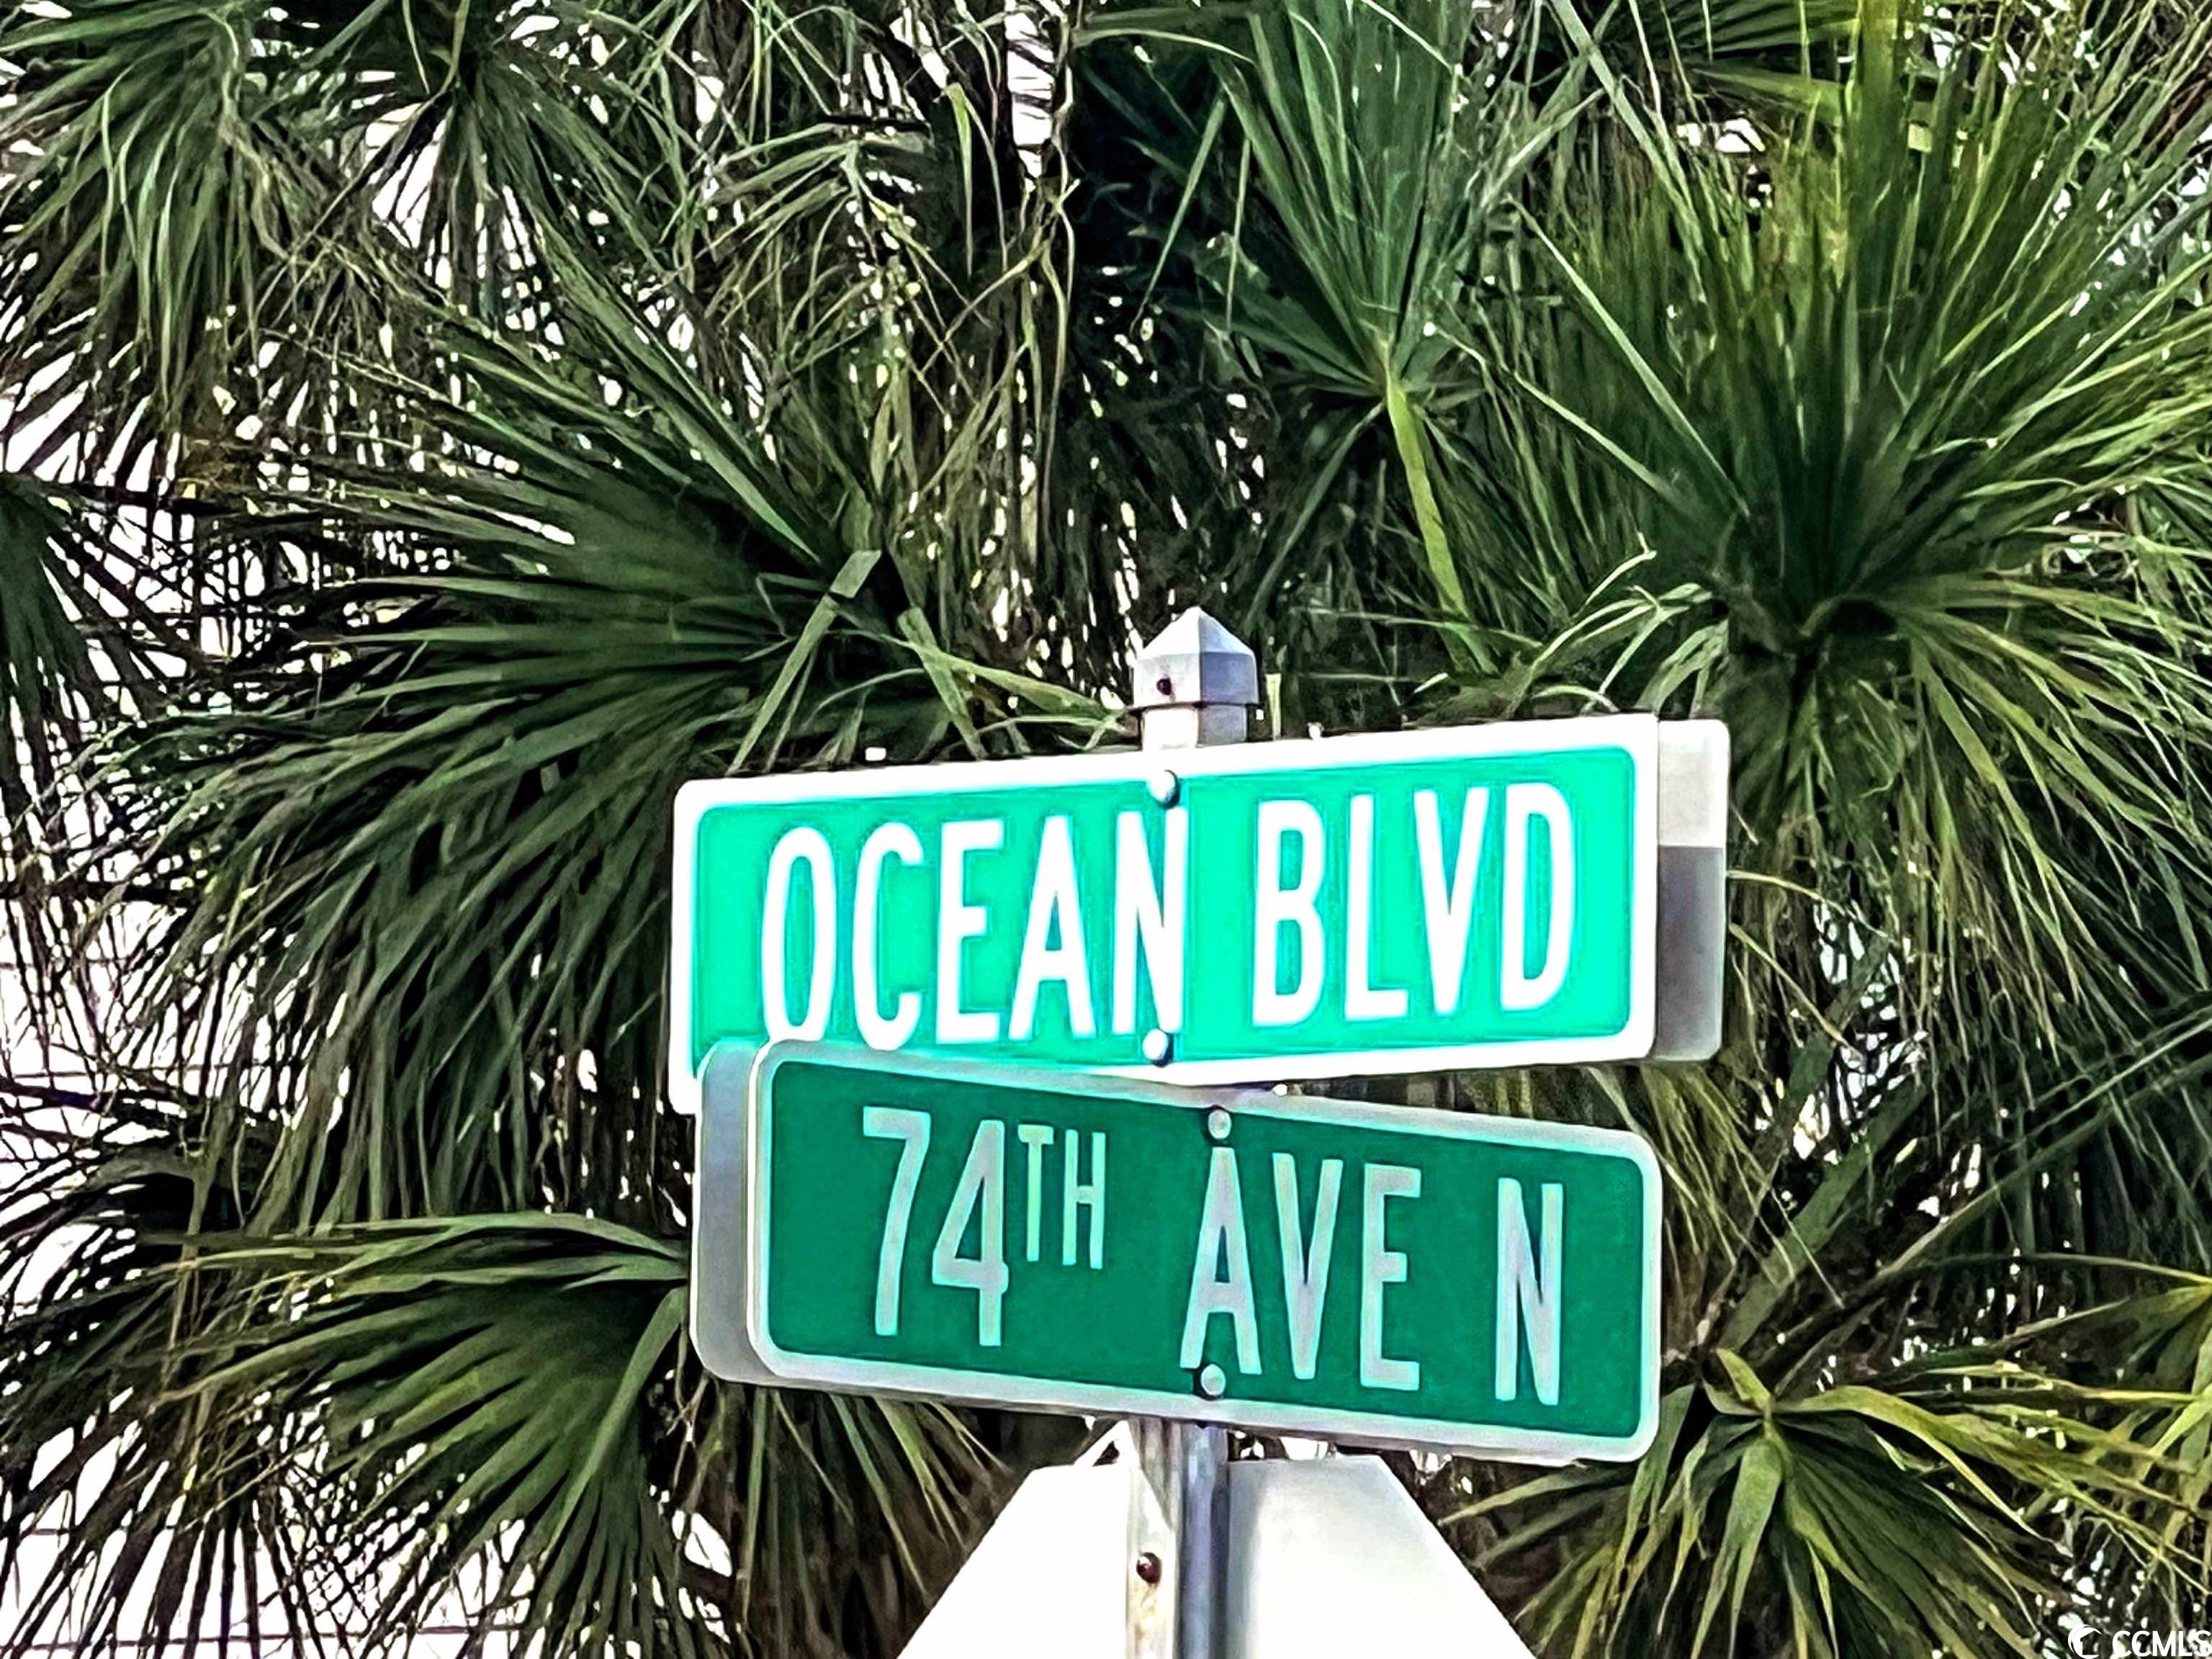 OCEAN BLVD
74TH AVE N
CCMLS